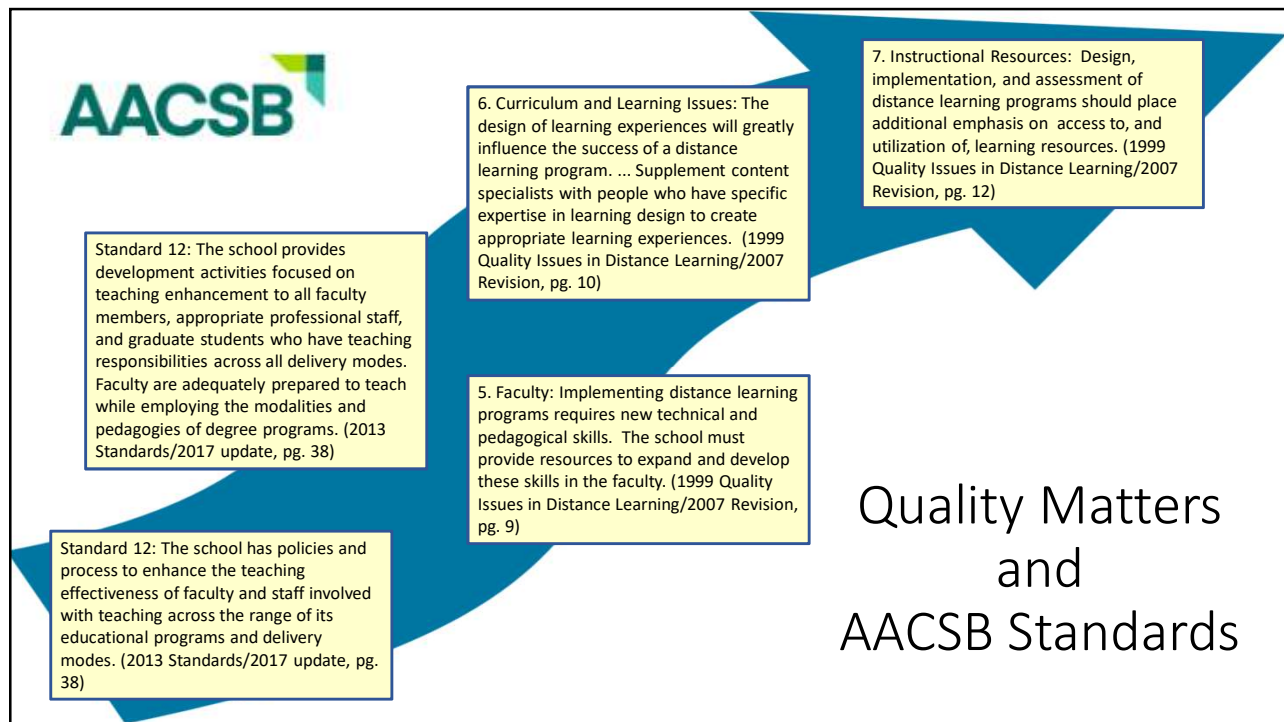 AACSB
7. Instructional Resources:  Design,
implementation, and assessment of
distance learning programs should place
additional emphasis on  access to, and
utilization of, learning resources. (1999
Quality Issues in Distance Learning/2007
Revision, pg. 12)
6. Curriculum and Learning Issues: The
design of learning experiences will greatly
influence the success of a distance
learning program. ... Supplement content
specialists with people who have specific
expertise in learning design to create
appropriate learning experiences.  (1999
Quality Issues in Distance Learning/2007
Revision, pg. 10)
Standard 12: The school provides
development activities focused on
teaching enhancement to all faculty
members, appropriate professional staff,
and graduate students who have teaching
responsibilities across all delivery modes.
Faculty are adequately prepared to teach
while employing the modalities and
pedagogies of degree programs. (2013
Standards/2017 update, pg. 38)
5. Faculty: Implementing distance learning
programs requires new technical and
pedagogical skills.  The school must
provide resources to expand and develop
these skills in the faculty. (1999 Quality
Issues in Distance Learning/2007 Revision,
pg. 9)
Standard 12: The school has policies and
process to enhance the teaching
effectiveness of faculty and staff involved
with teaching across the range of its
educational programs and delivery
modes. (2013 Standards/2017 update, pg.
38)
Quality Matters
and
AACSB Standards